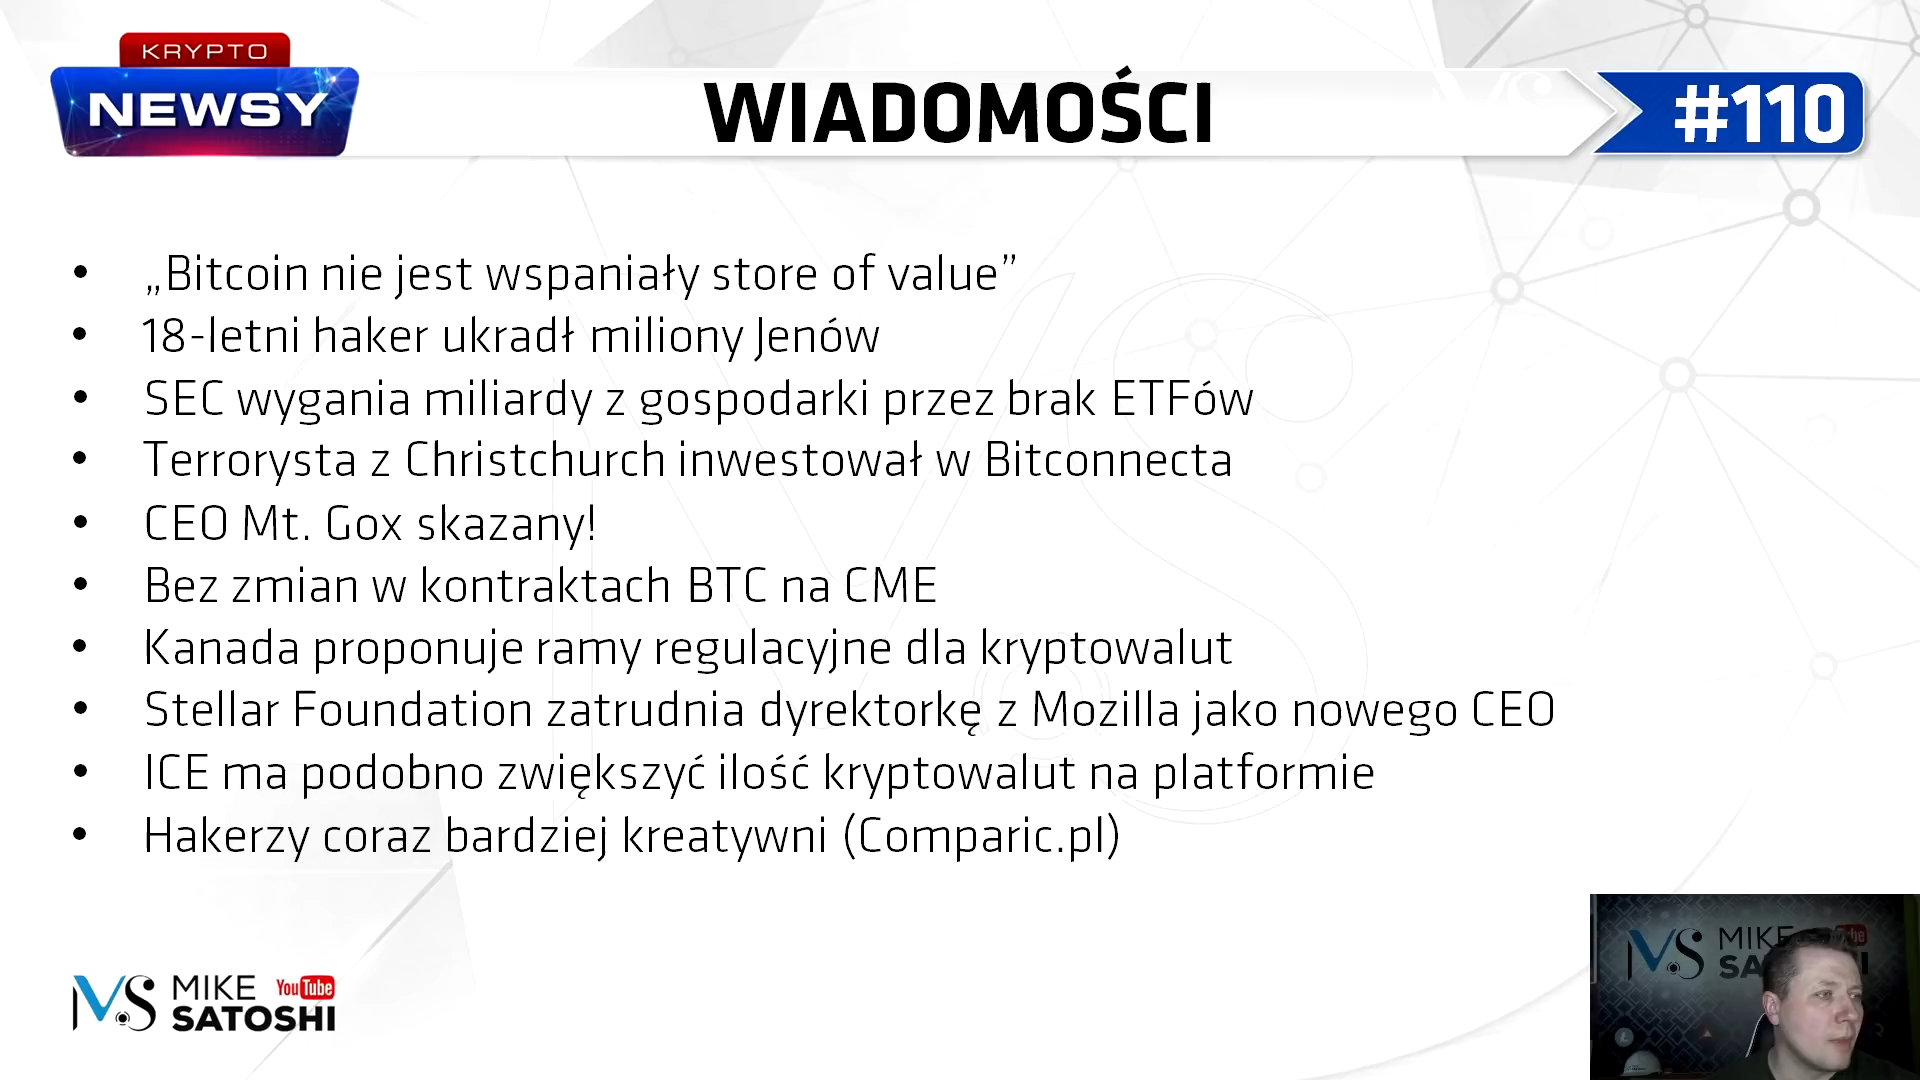 KRYPTO
NEWSY
WIADOMOŚCI
#110
• „Bitcoin nie jest wspaniały store of value”
• 18-letni haker ukradł miliony Jenów
• SEC wygania miliardy z gospodarki przez brak ETFów
• Terrorysta z Christchurch inwestował w Bitconnecta
• CEO Mt. Gox skazany!
• Bez zmian w kontraktach BTC na CME
• Kanada proponuje ramy regulacyjne dla kryptowalut
• Stellar Foundation zatrudnia dyrektorkę z Mozilla jako nowego CEO
• ICE ma podobno zwiększyć ilość kryptowalut na platformie
• Hakerzy coraz bardziej kreatywni (Comparic.pl)
MS MIKE YouTube
SATOSHI
MS MIKE
SA